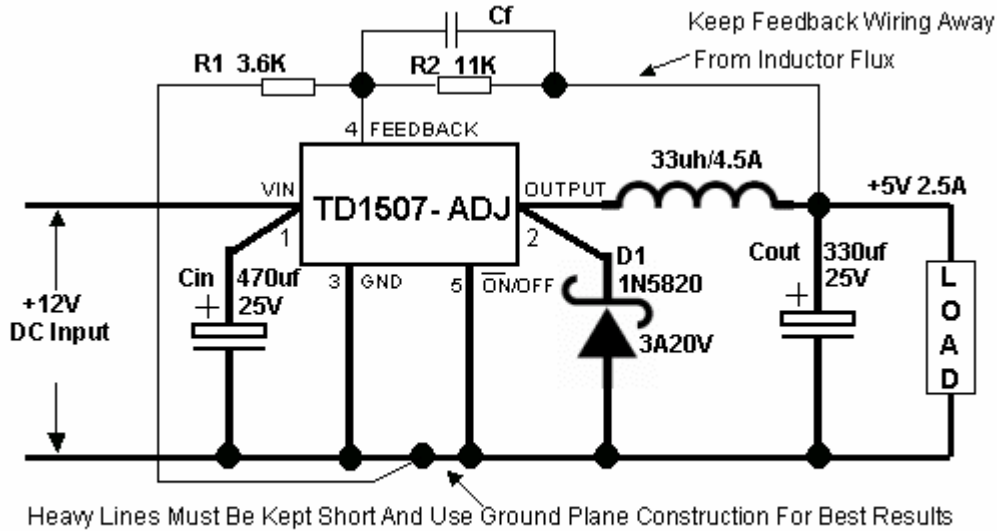 Cf
Keep Feedback Wiring Away
From Inductor Flux
R1 3.6K
R2 11K
4 FEEDBACK
33uh/4.5A
VIN
OUTPUT
+5V 2.5A
TD1507-ADJ
1
2
Cin
470uf
25V
3 GND
5 ON/OFF
D1
1N5820
3A20V
Cout
330uf
25V
+
+
+12V
DC Input
L
O
A
D
Heavy Lines Must Be Kept Short And Use Ground Plane Construction For Best Results